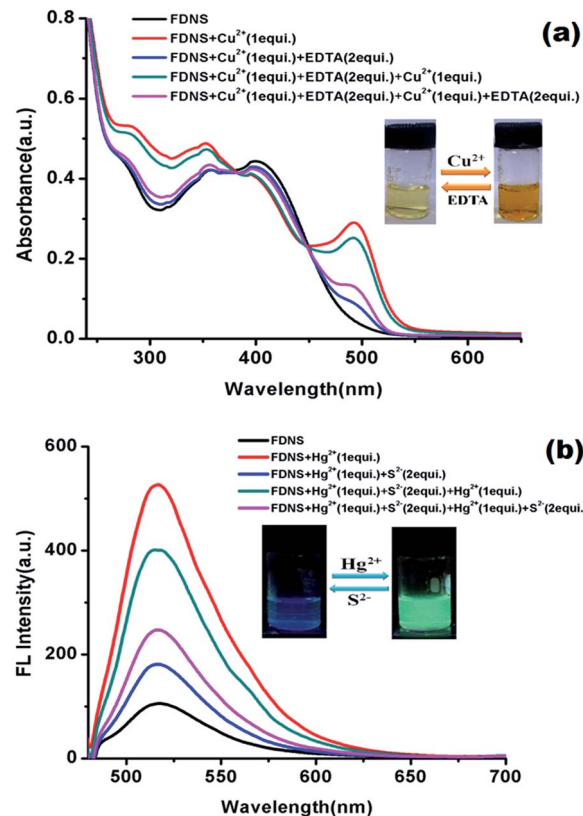 (a)
FDNS
FDNS+Cu²⁺(1equi.)
FDNS+Cu²⁺(1equi.)+EDTA(2equi.)
FDNS+Cu²⁺(1equi.)+EDTA(2equi.)+Cu²⁺(1equi.)
FDNS+Cu²⁺(1equi.)+EDTA(2equi.)+Cu²⁺(1equi.)+EDTA(2equi.)
Cu²⁺
EDTA
Absorbance(a.u.)
0.8
0.6
0.4
0.2
0.0
300 400 500 600
Wavelength(nm)
(b)
FDNS
FDNS+Hg²⁺(1equi.)
FDNS+Hg²⁺(1equi.)+S²⁻(2equi.)
FDNS+Hg²⁺(1equi.)+S²⁻(2equi.)+Hg²⁺(1equi.)
FDNS+Hg²⁺(1equi.)+S²⁻(2equi.)+Hg²⁺(1equi.)+S²⁻(2equi.
Hg²⁺
S²⁻
FL Intensity(a.u.)
600
400
200
0
500 550 600 650 700
Wavelength(nm)